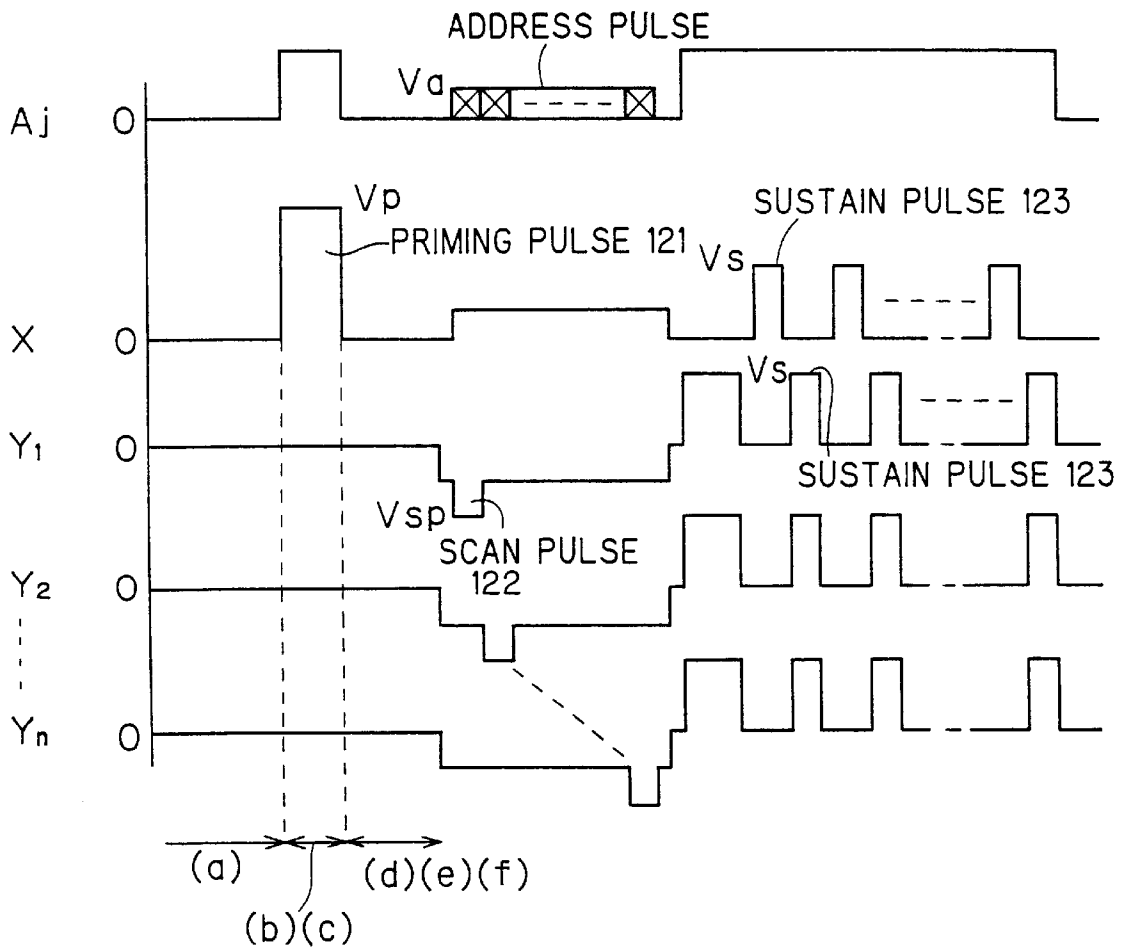 ADDRESS PULSE
Va
Aj 0
Vp
PRIMING PULSE 121
SUSTAIN PULSE 123
Vs
X 0
Vs
Y1 0
SUSTAIN PULSE 123
Vsp
SCAN PULSE
122
Y2 0
Yn 0
(a) (d)(e)(f)
(b)(c)